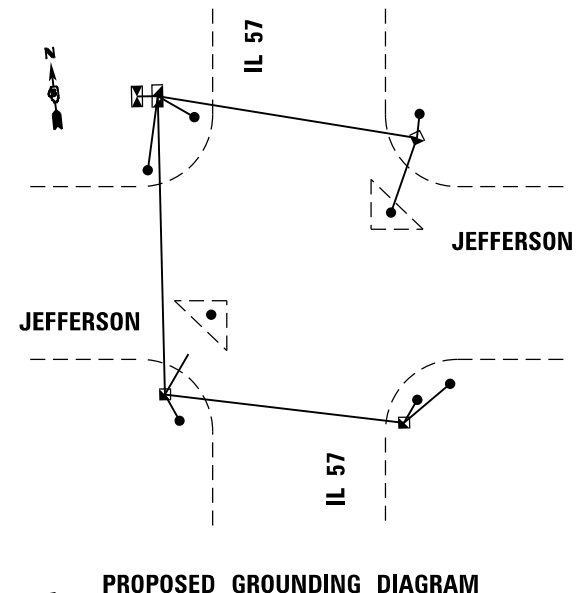 IL 57
N
JEFFERSON
JEFFERSON
IL 57
PROPOSED GROUNDING DIAGRAM